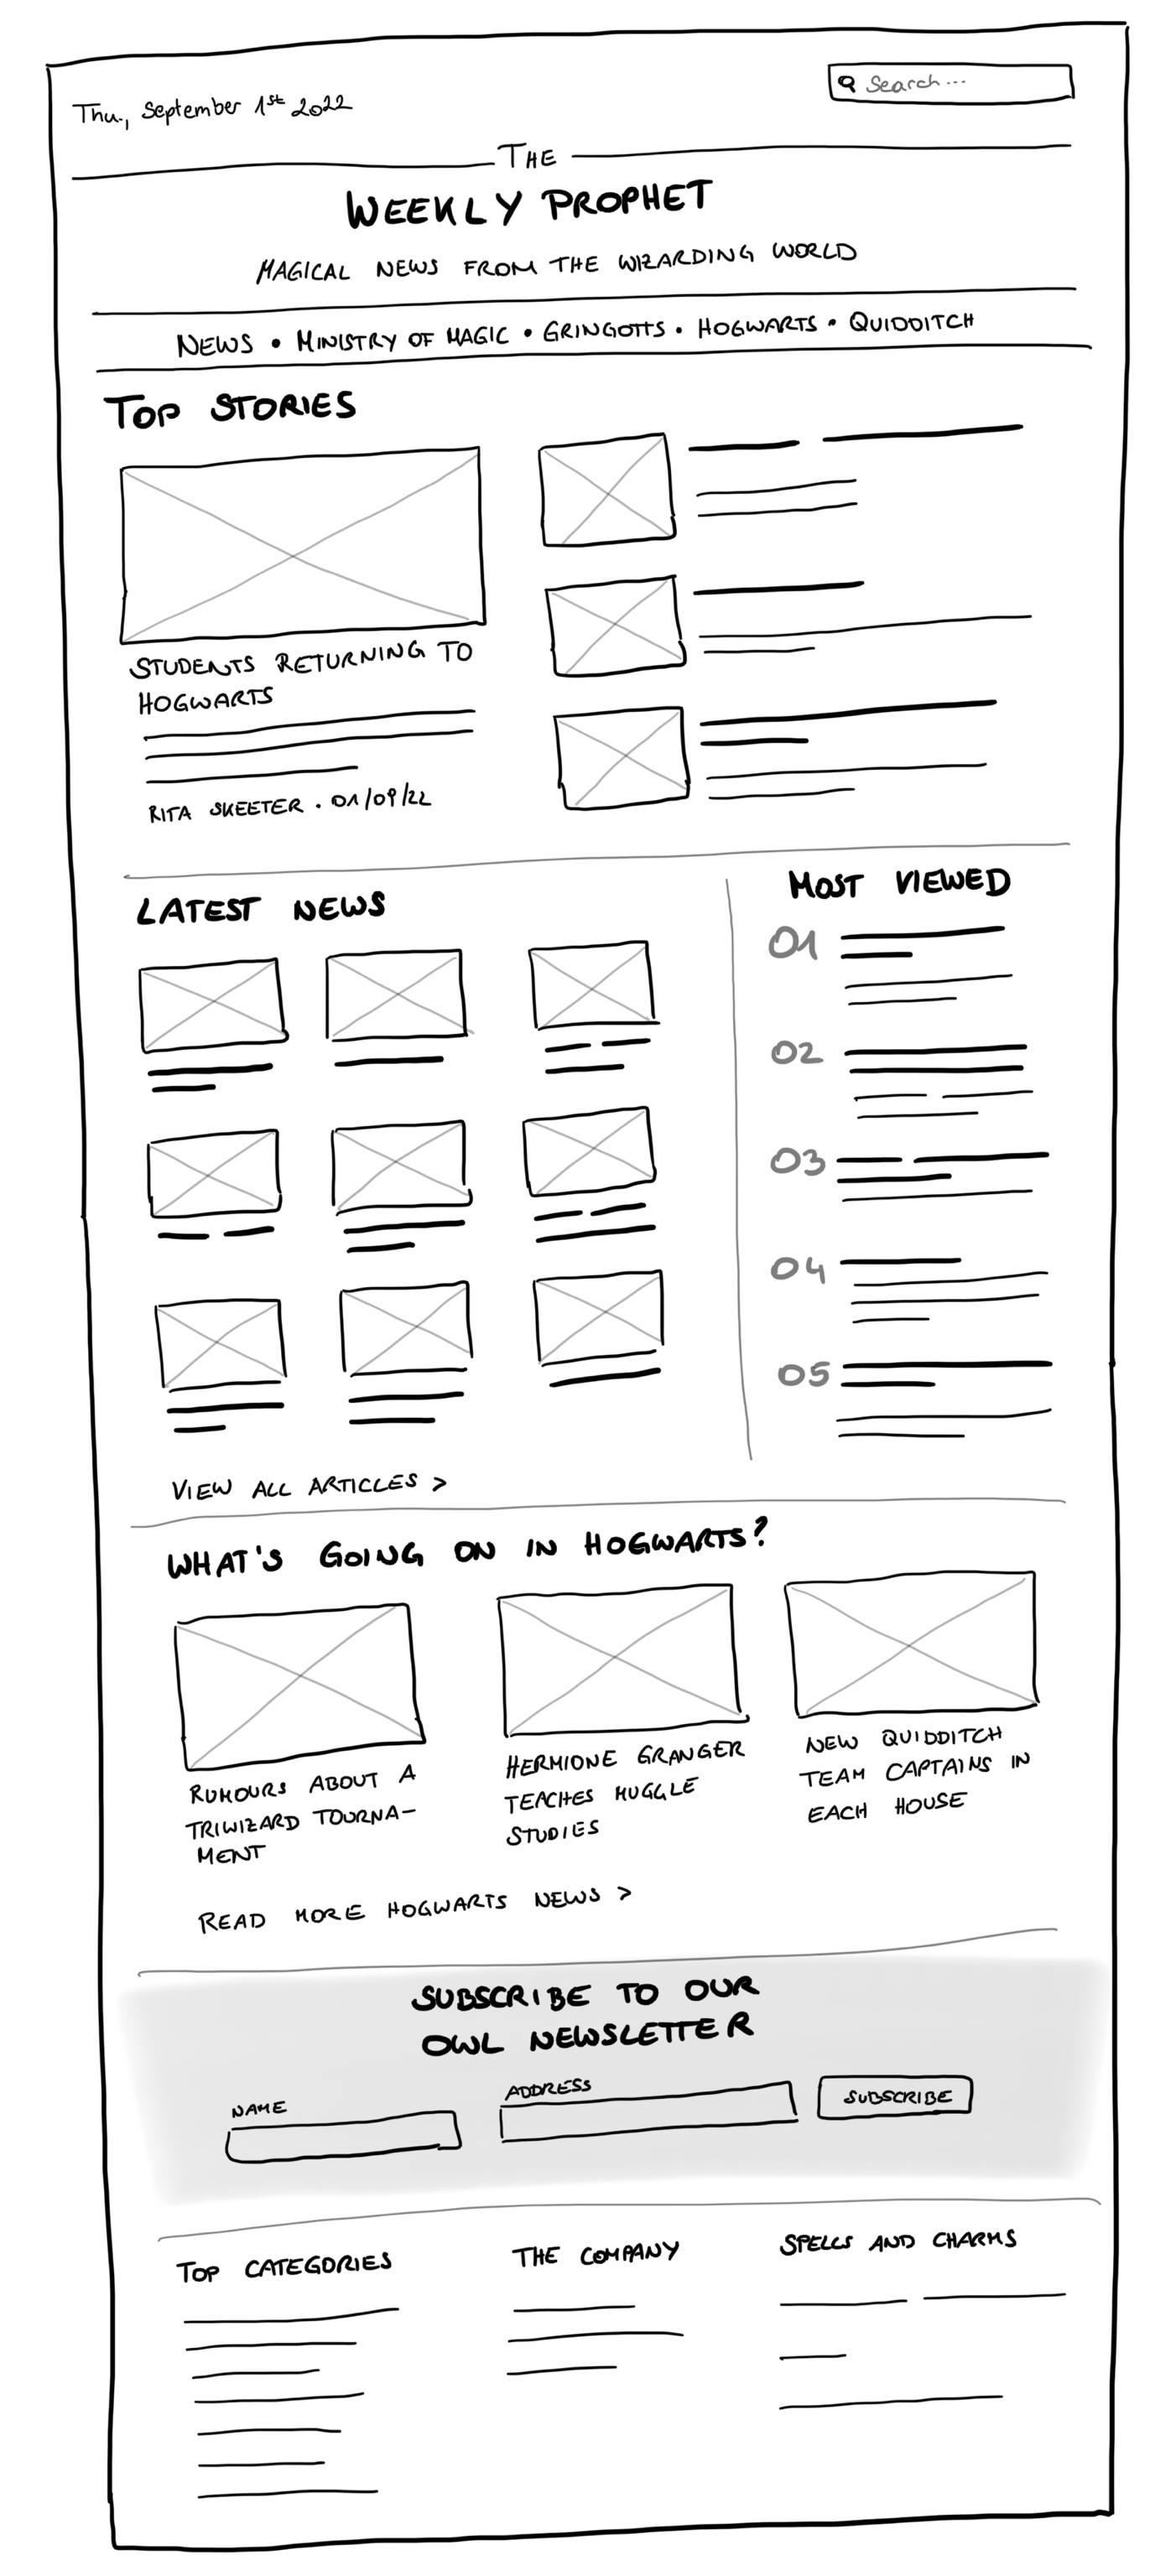 Thu., September 1st 2022
Search...
THE
WEEKLY PROPHET
MAGICAL NEWS FROM THE WIZARDING WORLD
NEWS • MINISTRY OF MAGIC • GRINGOTTS • HOGWARTS • QUIDDITCH
TOP STORIES
STUDENTS RETURNING TO
HOGWARTS
RITA SKEETER . 01/09/22
LATEST NEWS
VIEW ALL ARTICLES >
MOST VIEWED
01
02
03
04
05
WHAT'S GOING ON IN HOGWARTS?
RUMOURS ABOUT A
TRIWIZARD TOURNA-
MENT
HERMIONE GRANGER
TEACHES MUGGLE
STUDIES
NEW QUIDDITCH
TEAM CAPTAINS IN
EACH HOUSE
READ MORE HOGWARTS NEWS >
SUBSCRIBE TO OUR
OWL NEWSLETTER
NAME
ADDRESS
SUBSCRIBE
TOP CATEGORIES
THE COMPANY
SPELLS AND CHARMS